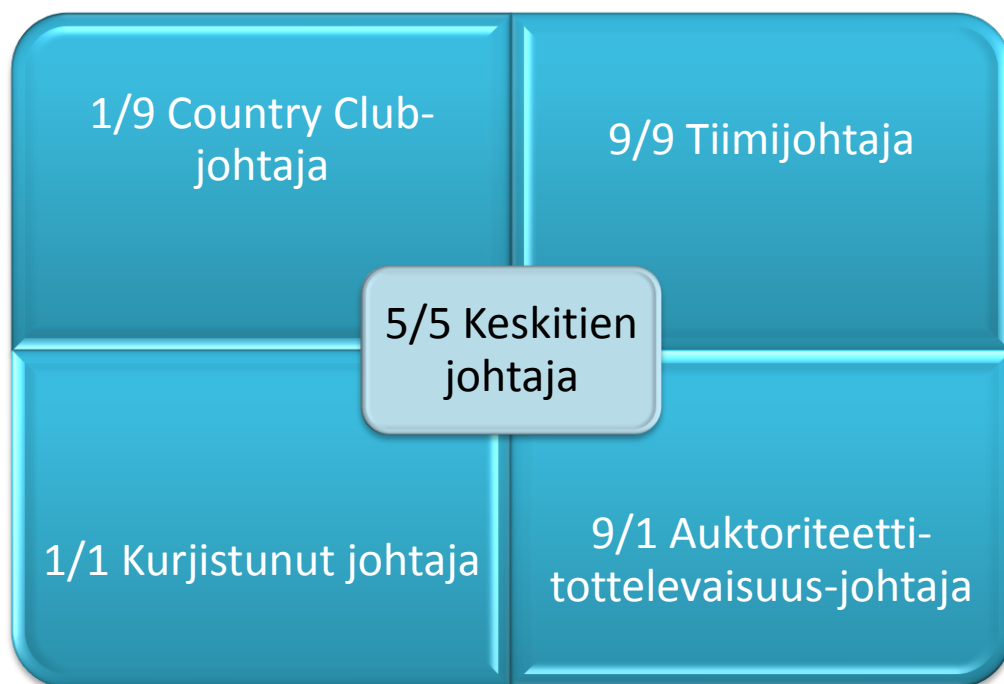 1/9 Country Club-
johtaja
9/9 Tiimijohtaja
5/5 Keskitien
johtaja
1/1 Kurjistunut johtaja
9/1 Auktoriteetti-
tottelevaisuus-johtaja